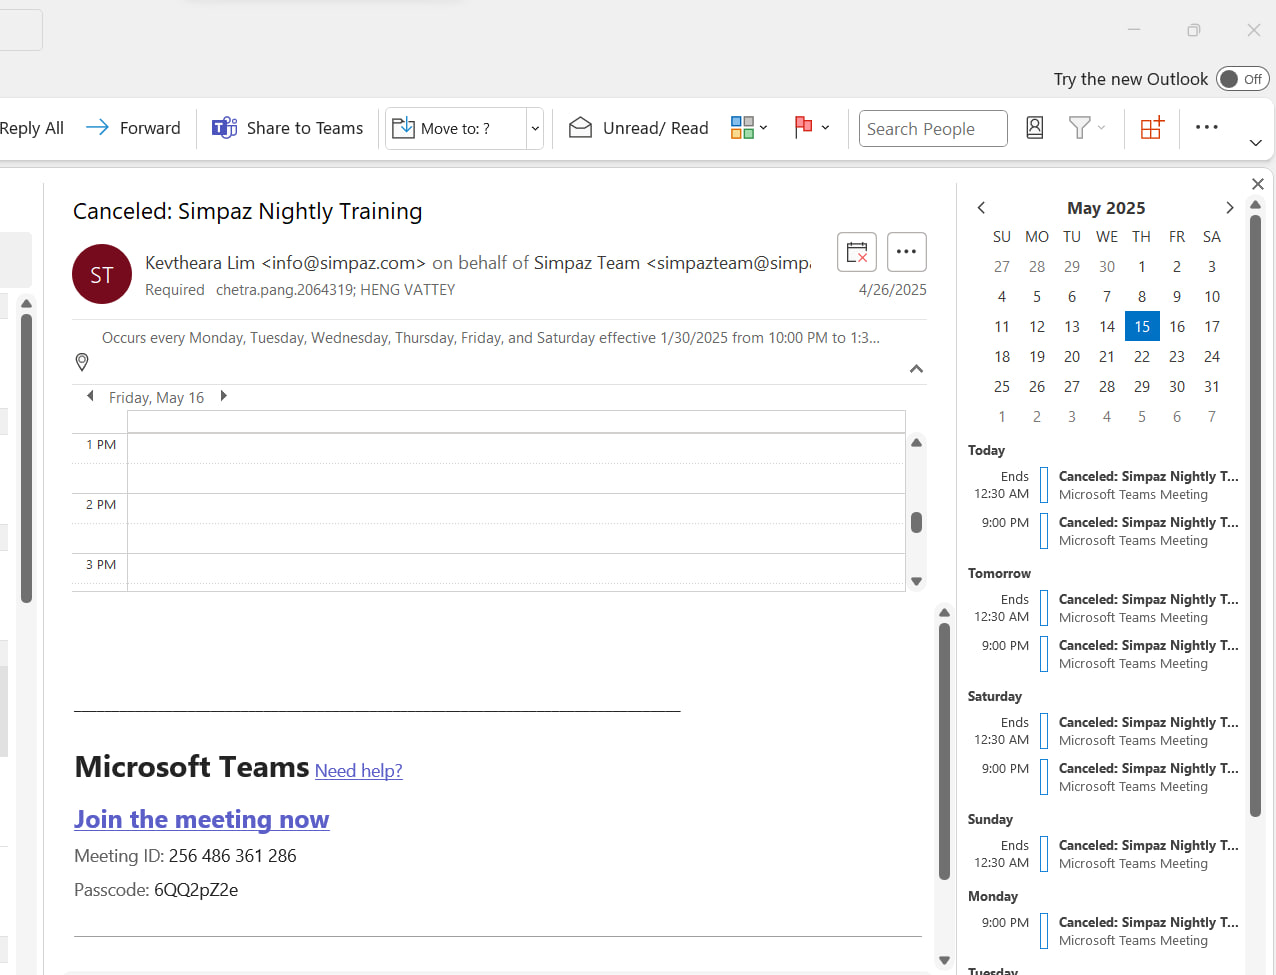 Try the new Outlook Off
Reply All Forward Share to Teams Move to: ? Unread/ Read Search People
Canceled: Simpaz Nightly Training
ST
Kevtheara Lim <info@simpaz.com> on behalf of Simpaz Team <simpazteam@simpa
Required chetra.pang.2064319; HENG VATTEY
4/26/2025
Occurs every Monday, Tuesday, Wednesday, Thursday, Friday, and Saturday effective 1/30/2025 from 10:00 PM to 1:3...
Friday, May 16
1 PM
2 PM
3 PM
Microsoft Teams Need help?
Join the meeting now
Meeting ID: 256 486 361 286
Passcode: 6QQ2pZ2e
May 2025
SU MO TU WE TH FR SA
27 28 29 30 1 2 3
4 5 6 7 8 9 10
11 12 13 14 15 16 17
18 19 20 21 22 23 24
25 26 27 28 29 30 31
1 2 3 4 5 6 7
Today
Ends Canceled: Simpaz Nightly T...
12:30 AM Microsoft Teams Meeting
9:00 PM Canceled: Simpaz Nightly T...
Microsoft Teams Meeting
Tomorrow
Ends Canceled: Simpaz Nightly T...
12:30 AM Microsoft Teams Meeting
9:00 PM Canceled: Simpaz Nightly T...
Microsoft Teams Meeting
Saturday
Ends Canceled: Simpaz Nightly T...
12:30 AM Microsoft Teams Meeting
9:00 PM Canceled: Simpaz Nightly T...
Microsoft Teams Meeting
Sunday
Ends Canceled: Simpaz Nightly T...
12:30 AM Microsoft Teams Meeting
Monday
9:00 PM Canceled: Simpaz Nightly T...
Microsoft Teams Meeting
Tuesday